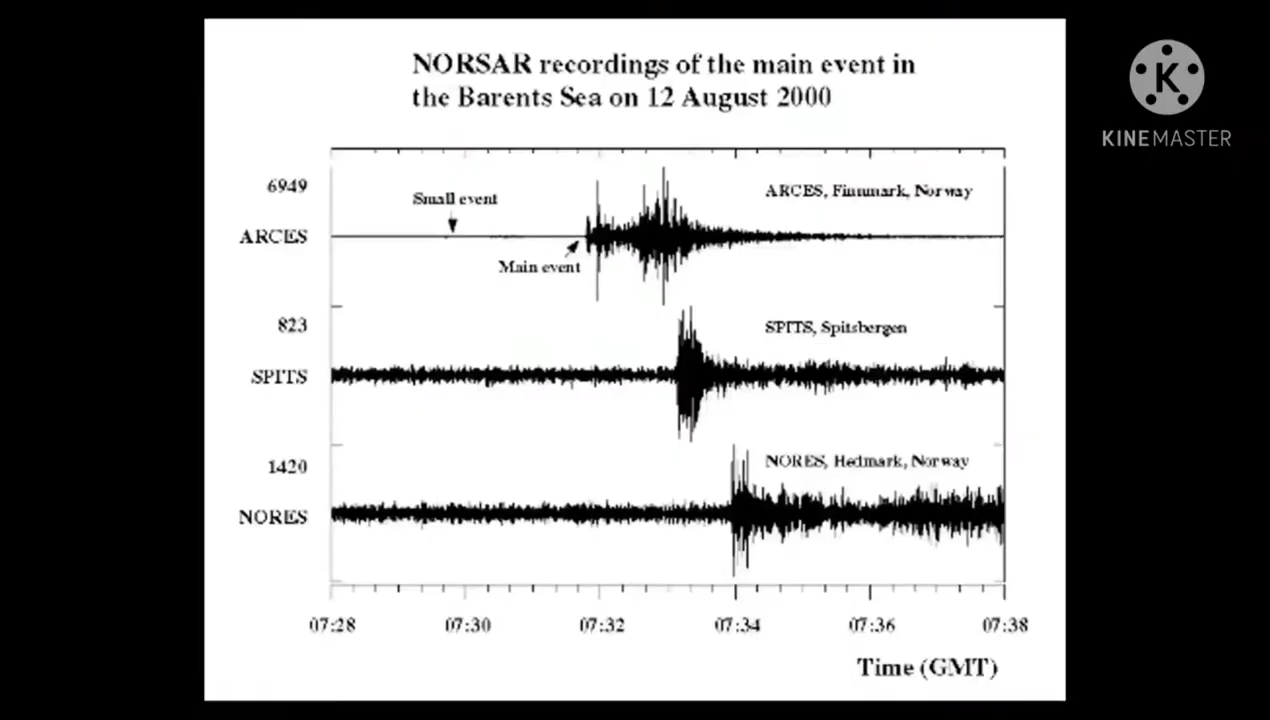 NORSAR recordings of the main event in
the Barents Sea on 12 August 2000
K
KINEMASTER
6949
ARCES, Finnmark, Norway
Small event
ARCES
Main event
823
SPITS, Spitsbergen
SPITS
1420
NORES, Hedmark, Norway
NORES
07:28 07:30 07:32 07:34 07:36 07:38
Time (GMT)